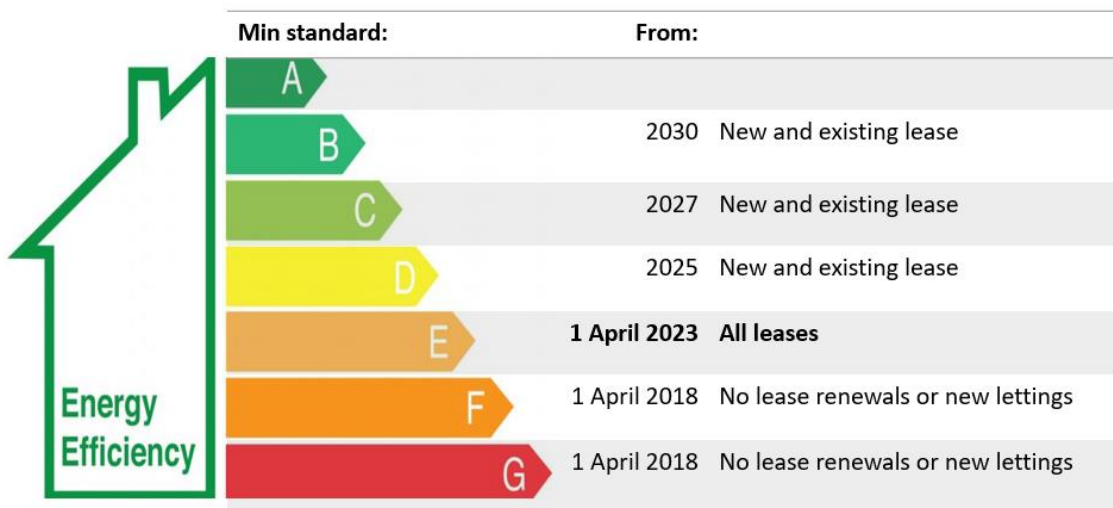 Min standard: From:
A
B 2030 New and existing lease
C 2027 New and existing lease
D 2025 New and existing lease
E 1 April 2023 All leases
F 1 April 2018 No lease renewals or new lettings
G 1 April 2018 No lease renewals or new lettings
Energy
Efficiency